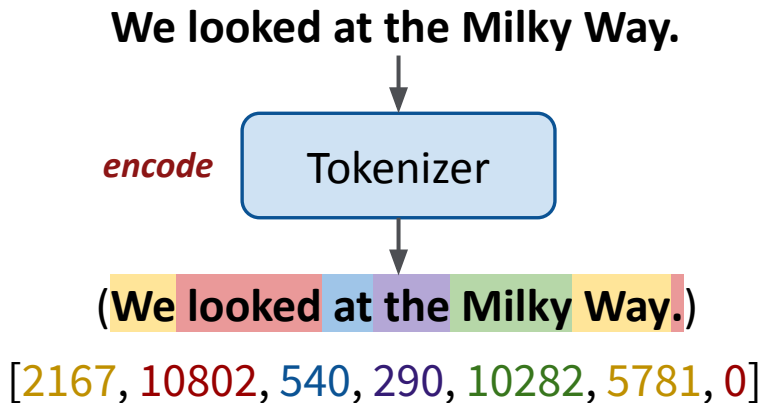 We looked at the Milky Way.
encode
Tokenizer
(We looked at the Milky Way.)
[2167, 10802, 540, 290, 10282, 5781, 0]